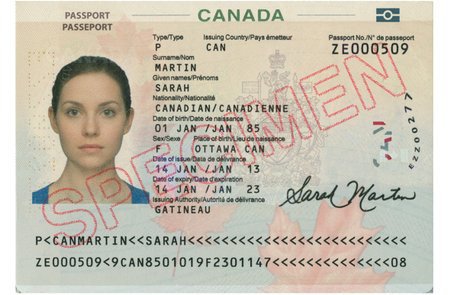 PASSPORT
PASSEPORT
CANADA
Type/Type Issuing Country/Pays émetteur Passport No./N° de passeport
P CAN ZE000509
Surname/Nom
MARTIN
Given names/Prénoms
SARAH
Nationality/Nationalité
CANADIAN/CANADIENNE
Date of birth/Date de naissance
01 JAN /JAN 85
Sex/Sexe Place of birth/Lieu de naissance
F OTTAWA CAN
Date of issue/Date de délivrance
14 JAN /JAN 13
Date of expiry/Date d'expiration
14 JAN /JAN 23
Issuing Authority/Autorité de délivrance
GATINEAU
SPECIMEN
Sarah Martin
P<CANMARTIN<<SARAH<<<<<<<<<<<<<<<<<<<<<<<<<<
ZE000509<9CAN8501019F2301147<<<<<<<<<<<<<<08